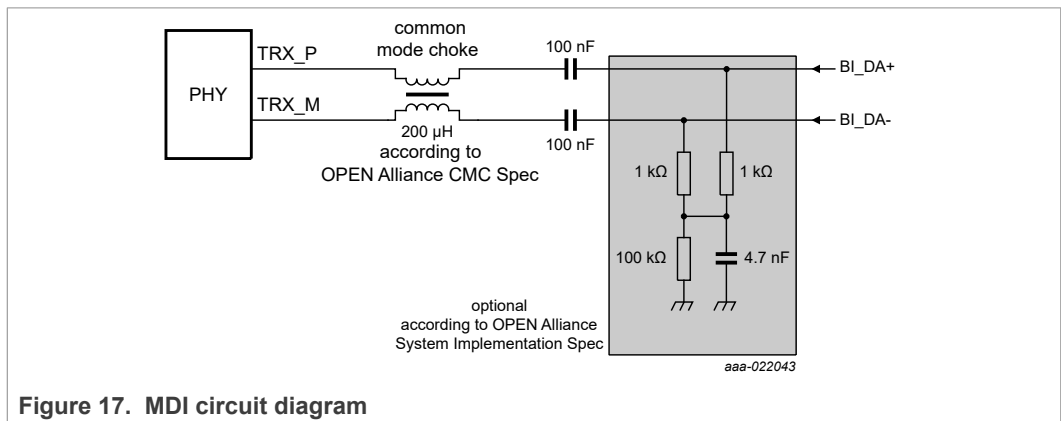 common
mode choke
100 nF
TRX_P
BI_DA+
PHY
TRX_M
BI_DA-
200 µH
100 nF
according to
OPEN Alliance CMC Spec
1 kΩ
1 kΩ
100 kΩ
4.7 nF
optional
according to OPEN Alliance
System Implementation Spec
aaa-022043
Figure 17. MDI circuit diagram